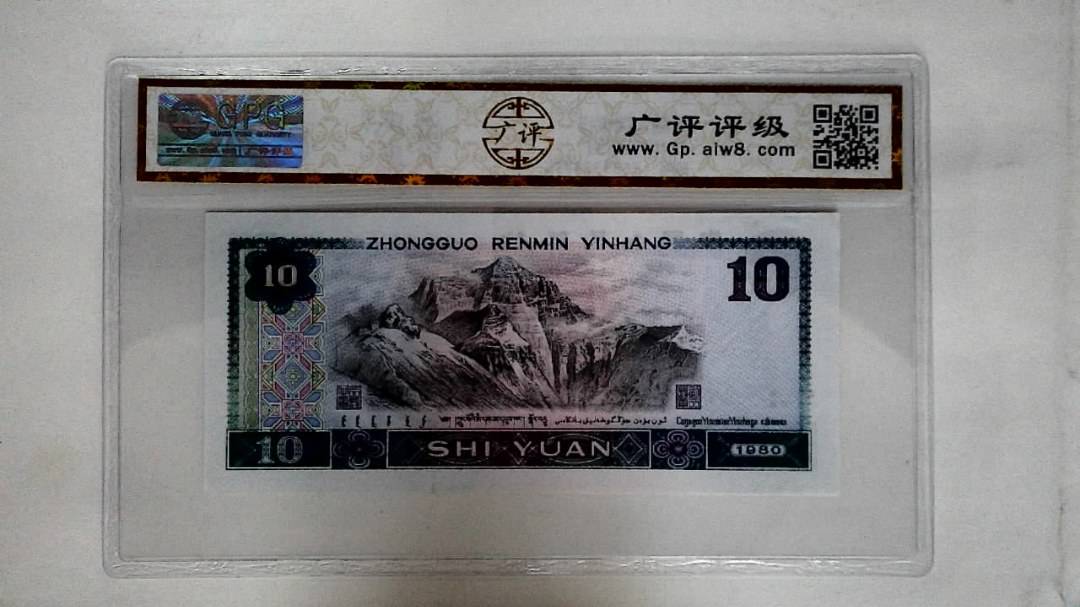 GPG
广评
广评评级
www.Gp.aiw8.com
ZHONGGUO RENMIN YINHANG
10
10
10
SHI YUAN
1980